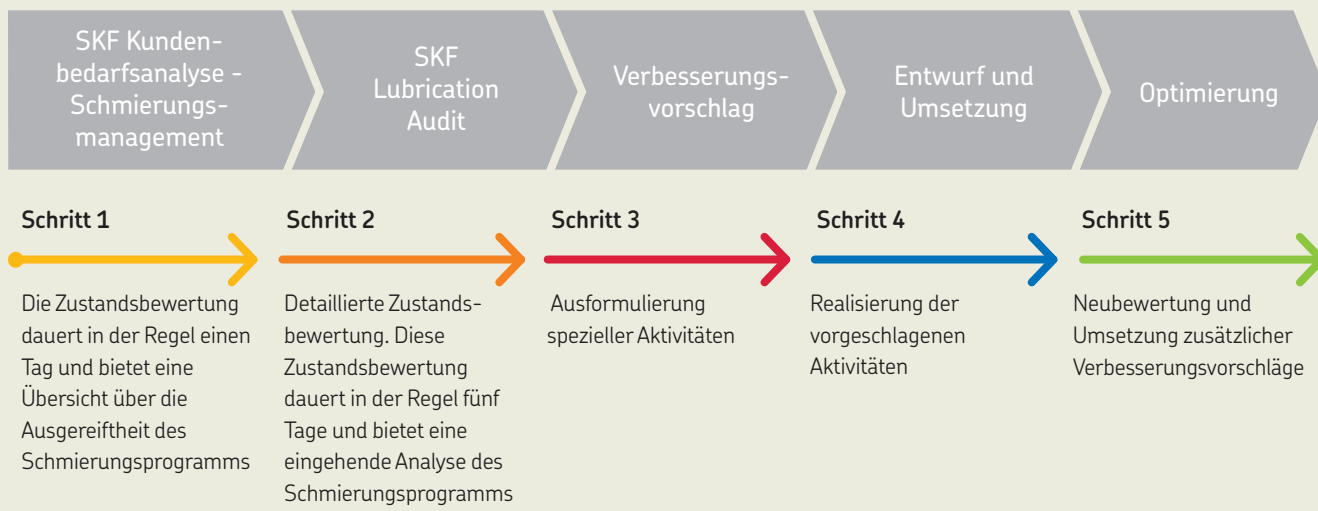 SKF Kunden-
bedarfsanalyse -
Schmierungs-
management
SKF
Lubrication
Audit
Verbesserungs-
vorschlag
Entwurf und
Umsetzung
Optimierung
Schritt 1
Die Zustandsbewertung
dauert in der Regel einen
Tag und bietet eine
Übersicht über die
Ausgereiftheit des
Schmierungsprogramms
Schritt 2
Detaillierte Zustands-
bewertung. Diese
Zustandsbewertung
dauert in der Regel fünf
Tage und bietet eine
eingehende Analyse des
Schmierungsprogramms
Schritt 3
Ausformulierung
spezieller Aktivitäten
Schritt 4
Realisierung der
vorgeschlagenen
Aktivitäten
Schritt 5
Neubewertung und
Umsetzung zusätzlicher
Verbesserungsvorschläge